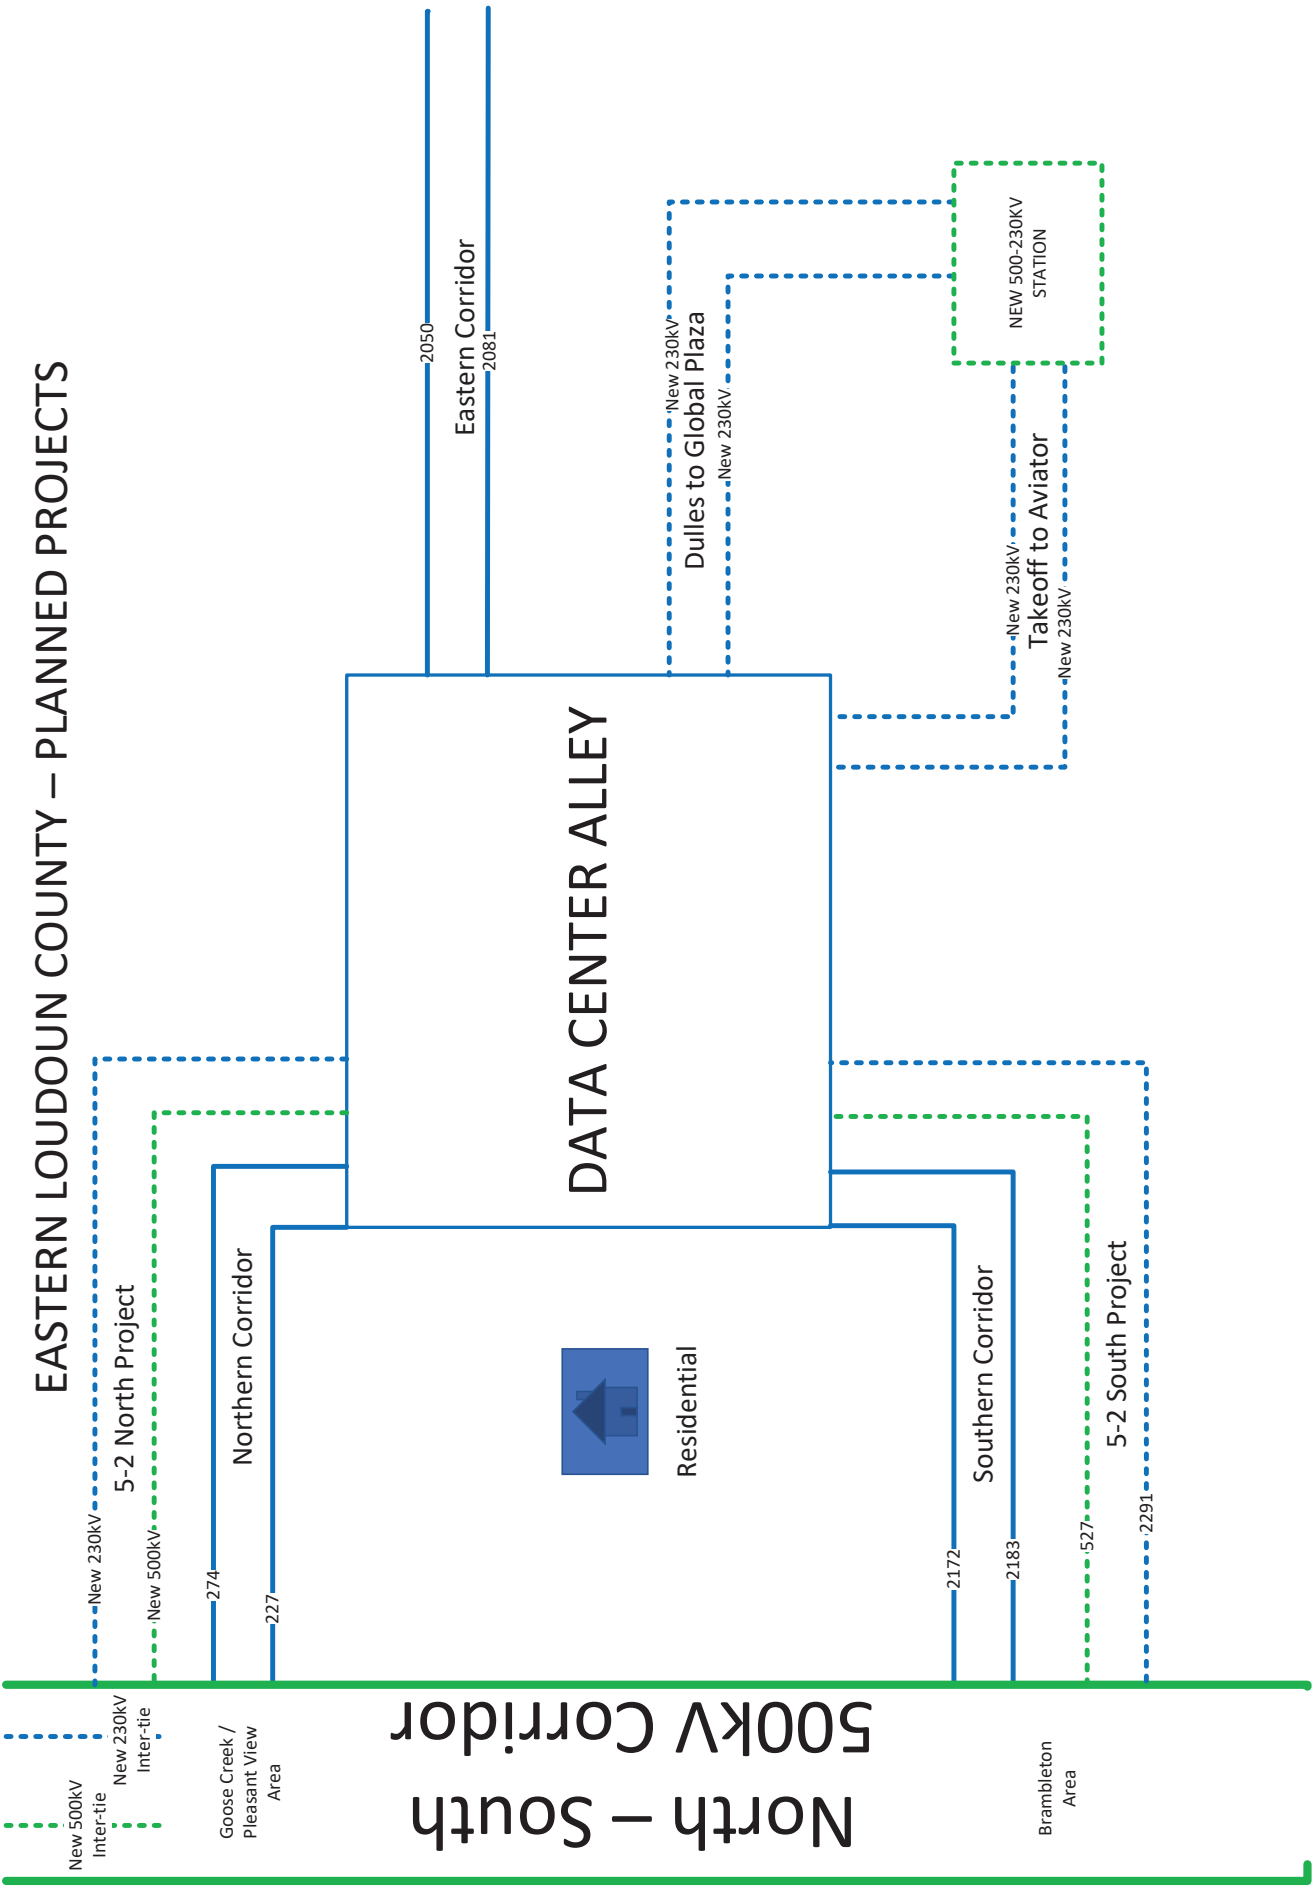 EASTERN LOUDOUN COUNTY – PLANNED PROJECTS
New 500kV
Inter-tie
New 230kV
Inter-tie
New 230kV
5-2 North Project
New 500kV
Goose Creek /
Pleasant View
Area
274
Northern Corridor
227
2050
Eastern Corridor
2081
North – South
500kV Corridor
Residential
DATA CENTER ALLEY
New 230kV
Dulles to Global Plaza
New 230kV
2172
Southern Corridor
2183
Brambleton
Area
527
5-2 South Project
2291
New 230kV
Takeoff to Aviator
New 230kV
NEW 500-230KV
STATION